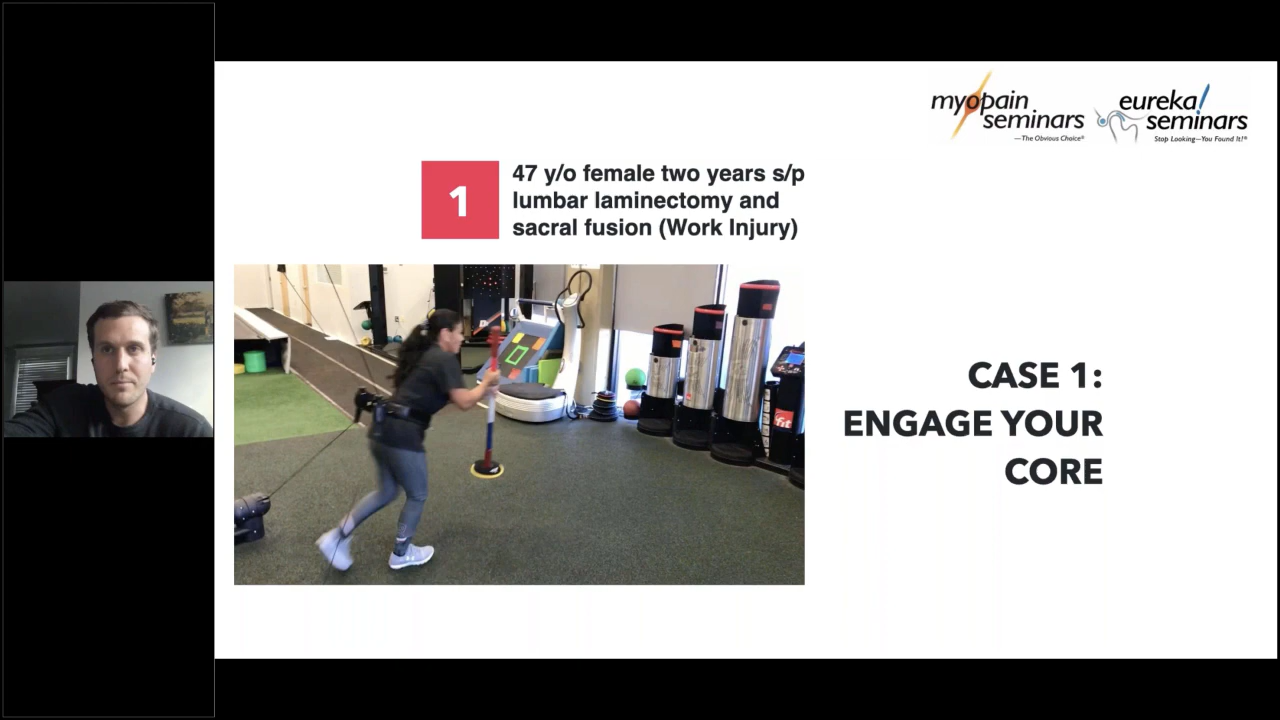 myopain
seminars
—The Obvious Choice®
eureka!
seminars
Stop Looking—You Found It!®
1
47 y/o female two years s/p
lumbar laminectomy and
sacral fusion (Work Injury)
CASE 1:
ENGAGE YOUR
CORE